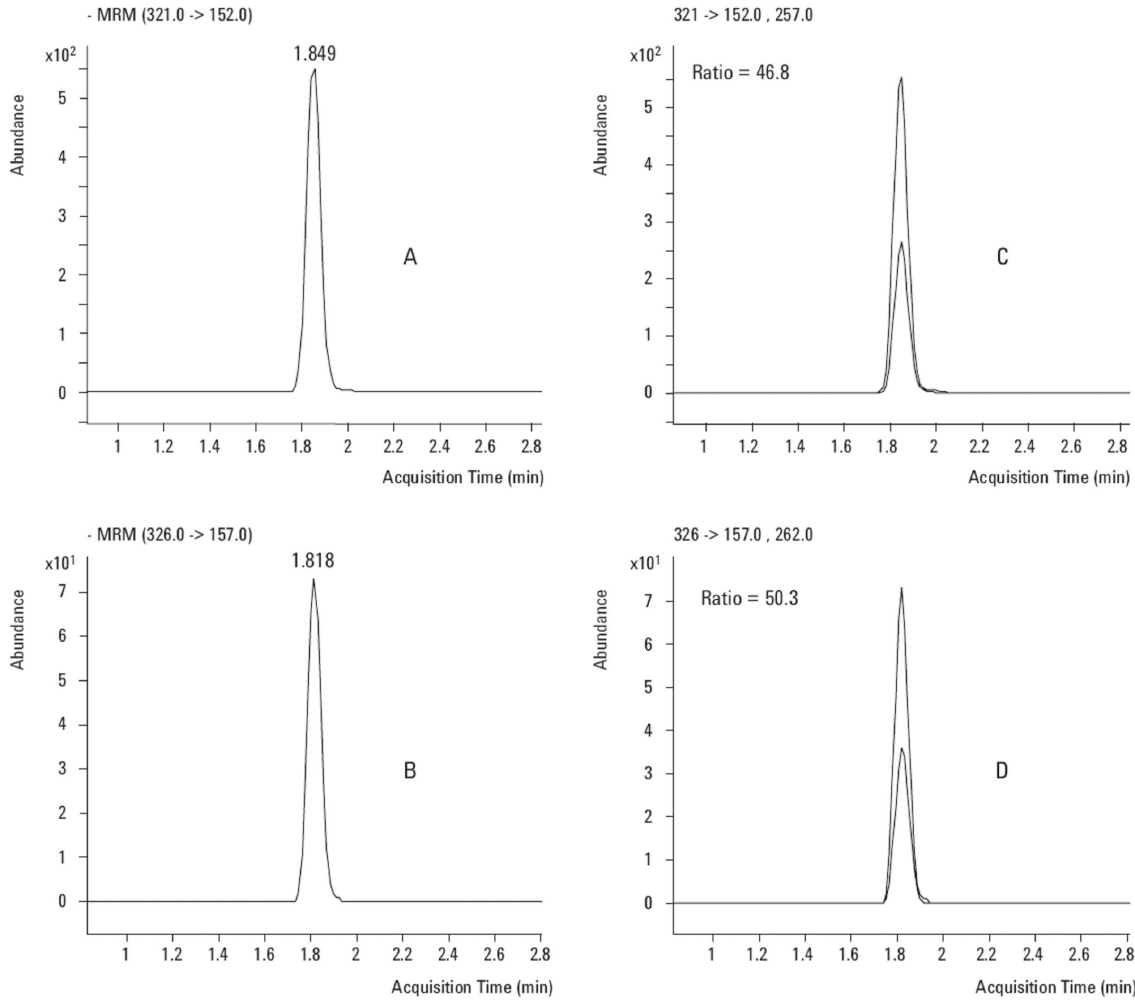 - MRM (321.0 -> 152.0)
x10²
1.849
5
4
3
2
1
0
Abundance
A
1 1.2 1.4 1.6 1.8 2 2.2 2.4 2.6 2.8
Acquisition Time (min)
321 -> 152.0 , 257.0
x10²
Ratio = 46.8
5
4
3
2
1
0
Abundance
C
1 1.2 1.4 1.6 1.8 2 2.2 2.4 2.6 2.8
Acquisition Time (min)
- MRM (326.0 -> 157.0)
x10¹
1.818
7
6
5
4
3
2
1
0
Abundance
B
1 1.2 1.4 1.6 1.8 2 2.2 2.4 2.6 2.8
Acquisition Time (min)
326 -> 157.0 , 262.0
x10¹
Ratio = 50.3
7
6
5
4
3
2
1
0
Abundance
D
1 1.2 1.4 1.6 1.8 2 2.2 2.4 2.6 2.8
Acquisition Time (min)